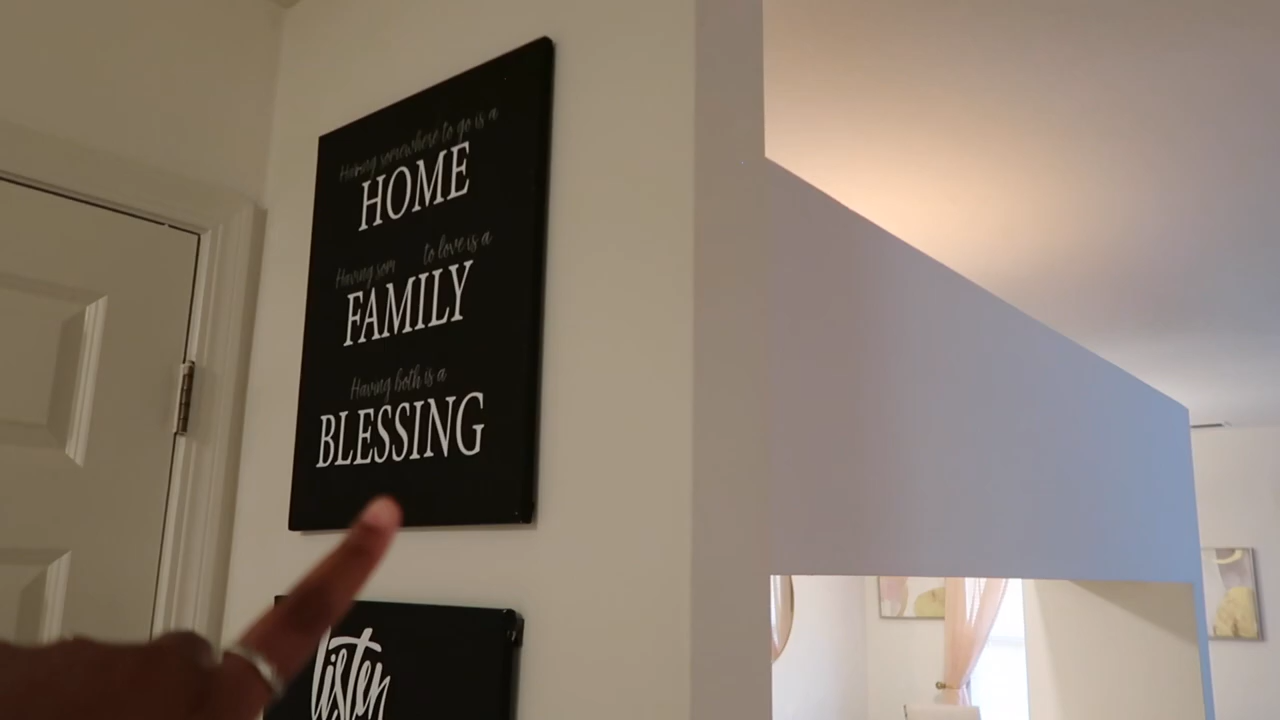 Having somewhere to go is a
HOME
Having som to love is a
FAMILY
Having both is a
BLESSING
listen